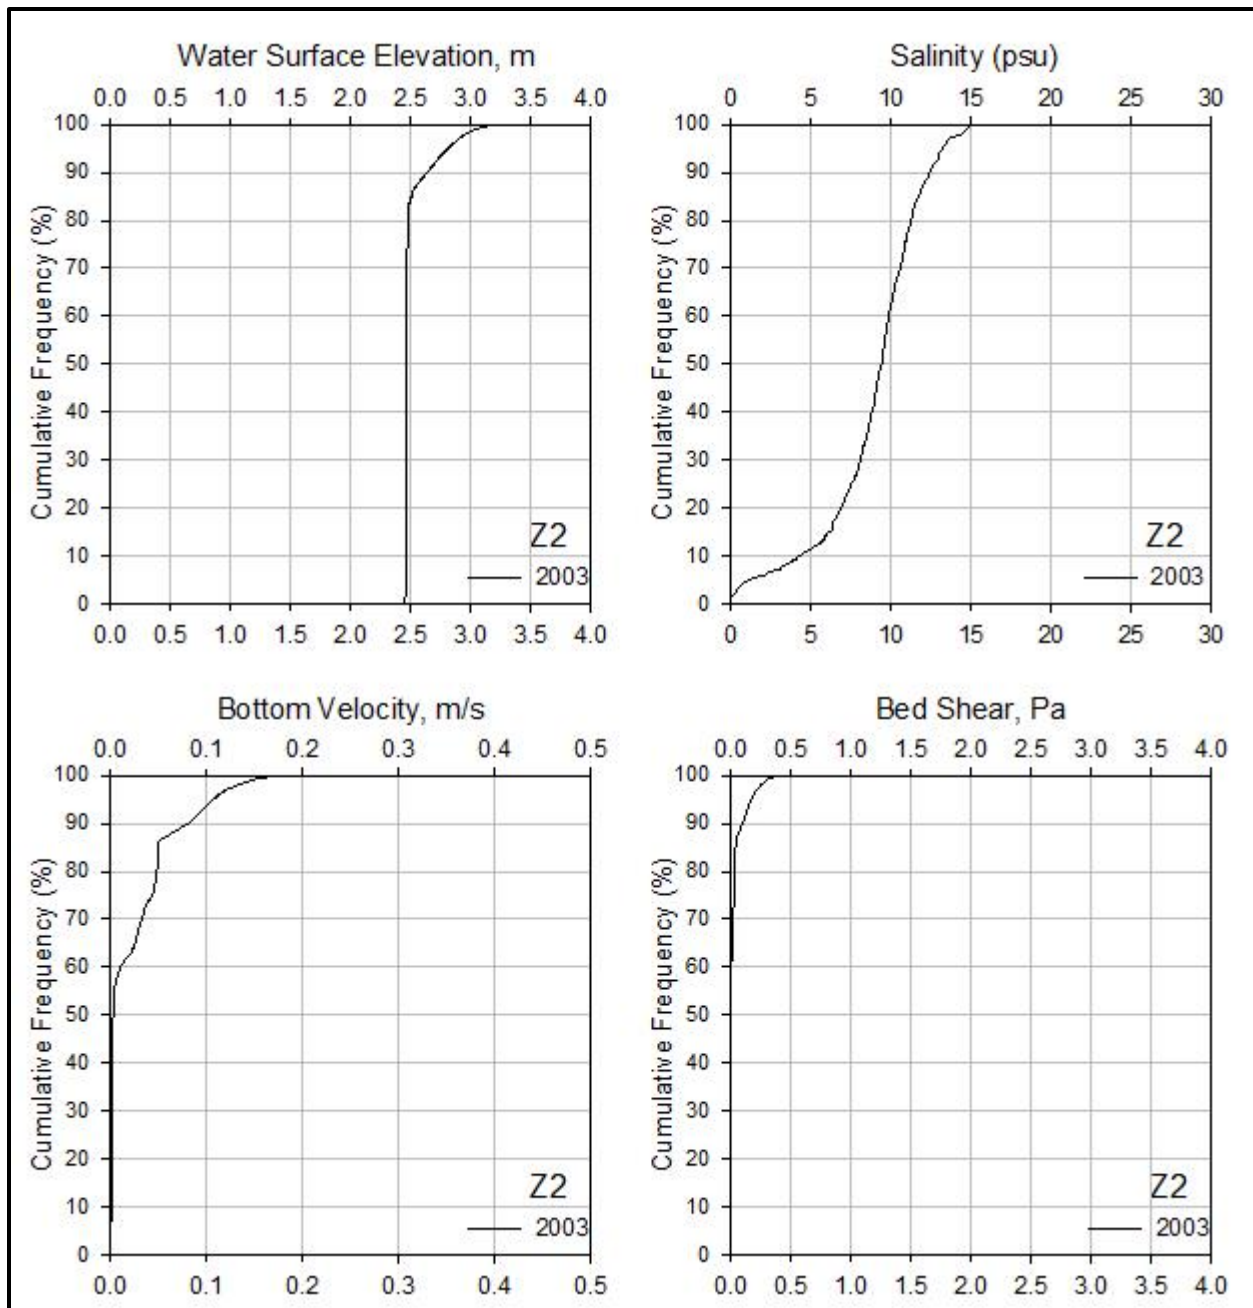 Water Surface Elevation, m
0.0 0.5 1.0 1.5 2.0 2.5 3.0 3.5 4.0
100
90
80
70
60
50
40
30
20
10
0
Cumulative Frequency (%)
Z2
2003
0.0 0.5 1.0 1.5 2.0 2.5 3.0 3.5 4.0
Salinity (psu)
0 5 10 15 20 25 30
100
90
80
70
60
50
40
30
20
10
0
Cumulative Frequency (%)
Z2
2003
0 5 10 15 20 25 30
Bottom Velocity, m/s
0.0 0.1 0.2 0.3 0.4 0.5
100
90
80
70
60
50
40
30
20
10
0
Cumulative Frequency (%)
Z2
2003
0.0 0.1 0.2 0.3 0.4 0.5
Bed Shear, Pa
0.0 0.5 1.0 1.5 2.0 2.5 3.0 3.5 4.0
100
90
80
70
60
50
40
30
20
10
0
Cumulative Frequency (%)
Z2
2003
0.0 0.5 1.0 1.5 2.0 2.5 3.0 3.5 4.0